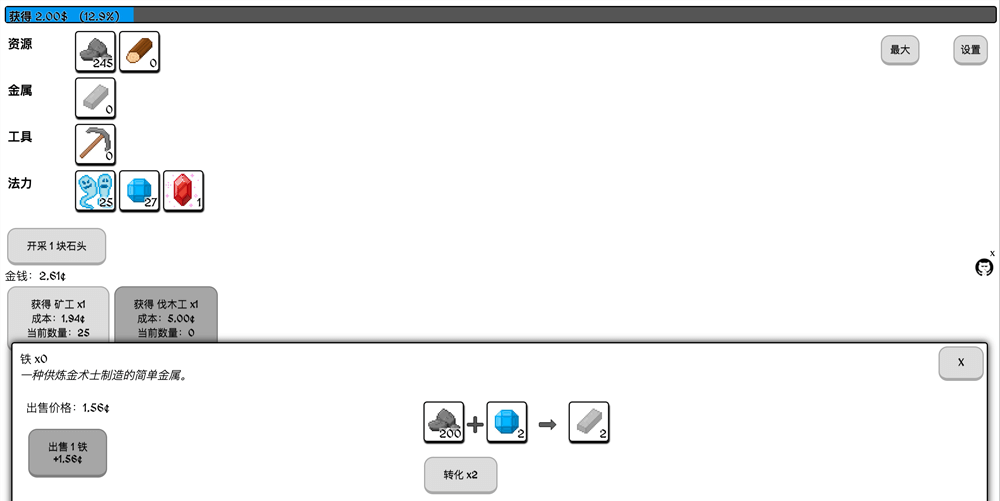 获得 2.00$ (12.9%)
资源
245
0
最大
设置
金属
0
工具
0
法力
25
27
1
开采 1 块石头
x
金钱：2.61¢
获得 矿工 x1
成本：1.94¢
当前数量：25
获得 伐木工 x1
成本：5.00¢
当前数量：0
铁 x0
X
一种供炼金术士制造的简单金属。
出售价格：1.56¢
200
2
2
出售 1 铁
+1.56¢
转化 x2